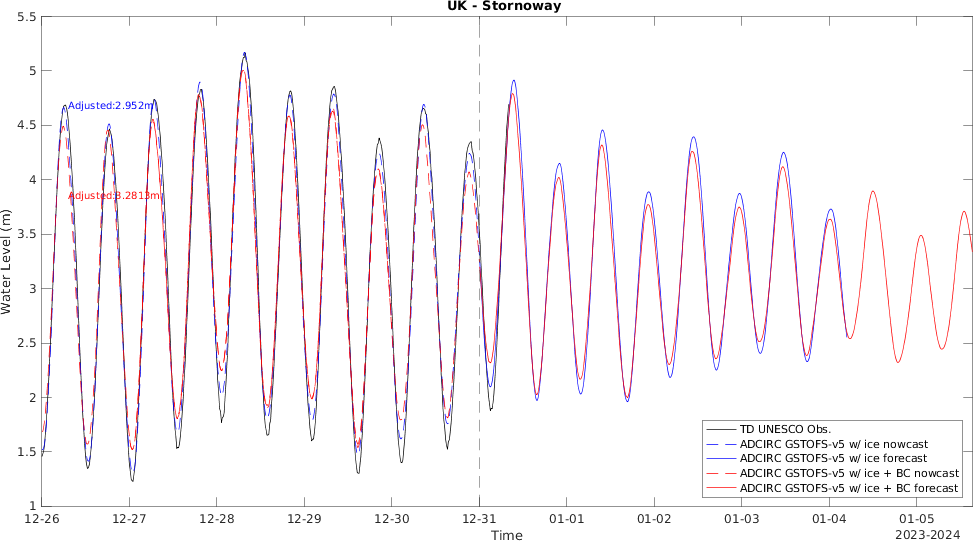 UK - Stornoway
5.5
5
4.5
4
3.5
3
2.5
2
1.5
1
Water Level (m)
Adjusted:2.952m
Adjusted:3.2813m
TD UNESCO Obs.
ADCIRC GSTOFS-v5 w/ ice nowcast
ADCIRC GSTOFS-v5 w/ ice forecast
ADCIRC GSTOFS-v5 w/ ice + BC nowcast
ADCIRC GSTOFS-v5 w/ ice + BC forecast
12-26 12-27 12-28 12-29 12-30 12-31 01-01 01-02 01-03 01-04 01-05
Time
2023-2024